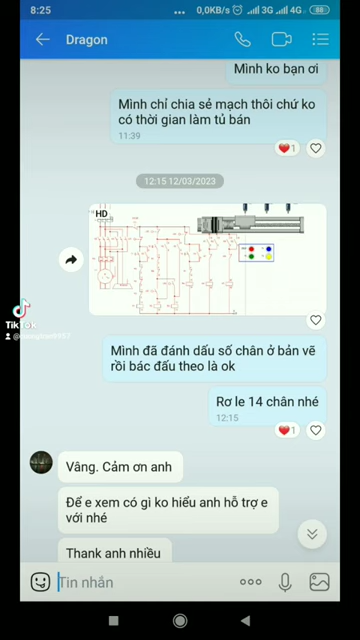 8:25
0,0KB/s
3G
4G
Dragon
Mình ko bạn ơi
Mình chỉ chia sẻ mạch thôi chứ ko
có thời gian làm tủ bán
11:39
1
12:15 12/03/2023
HD
TikTok
Mình đã đánh dấu số chân ở bản vẽ
rồi bác đấu theo là ok
Rơ le 14 chân nhé
12:15
1
Vâng. Cảm ơn anh
Để e xem có gì ko hiểu anh hỗ trợ e
với nhé
Thank anh nhiều
Tin nhắn